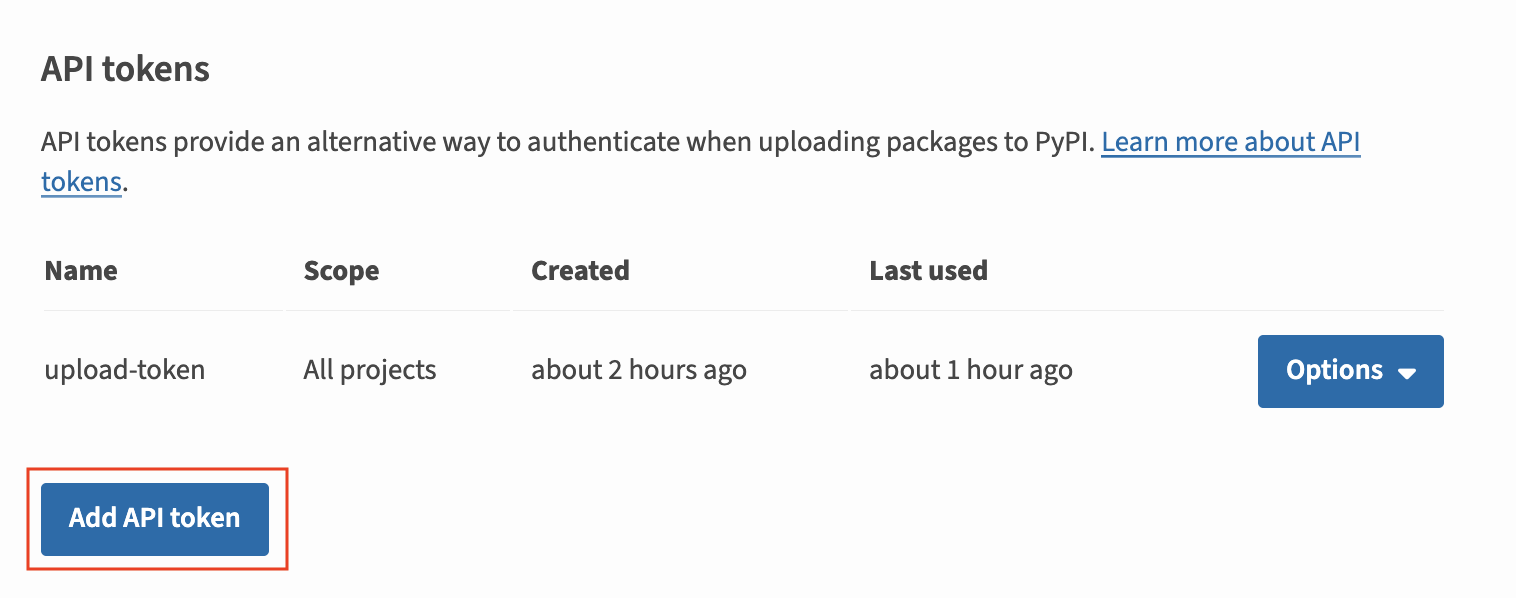 API tokens
API tokens provide an alternative way to authenticate when uploading packages to PyPI. Learn more about API
tokens.
Name Scope Created Last used
upload-token All projects about 2 hours ago about 1 hour ago Options
Add API token